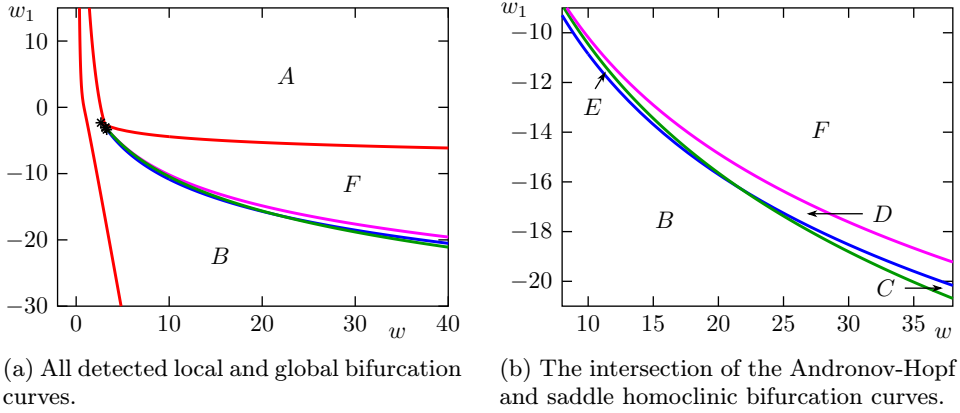 w₁
10
0
−10
−20
−30
0
10
20
30
w
40
A
F
B
(a) All detected local and global bifurcation
curves.
w₁
−10
−12
−14
−1
−18
−20
10
15
20
25
30
35
w
E
F
B
D
C
(b) The intersection of the Andronov-Hopf
and saddle homoclinic bifurcation curves.